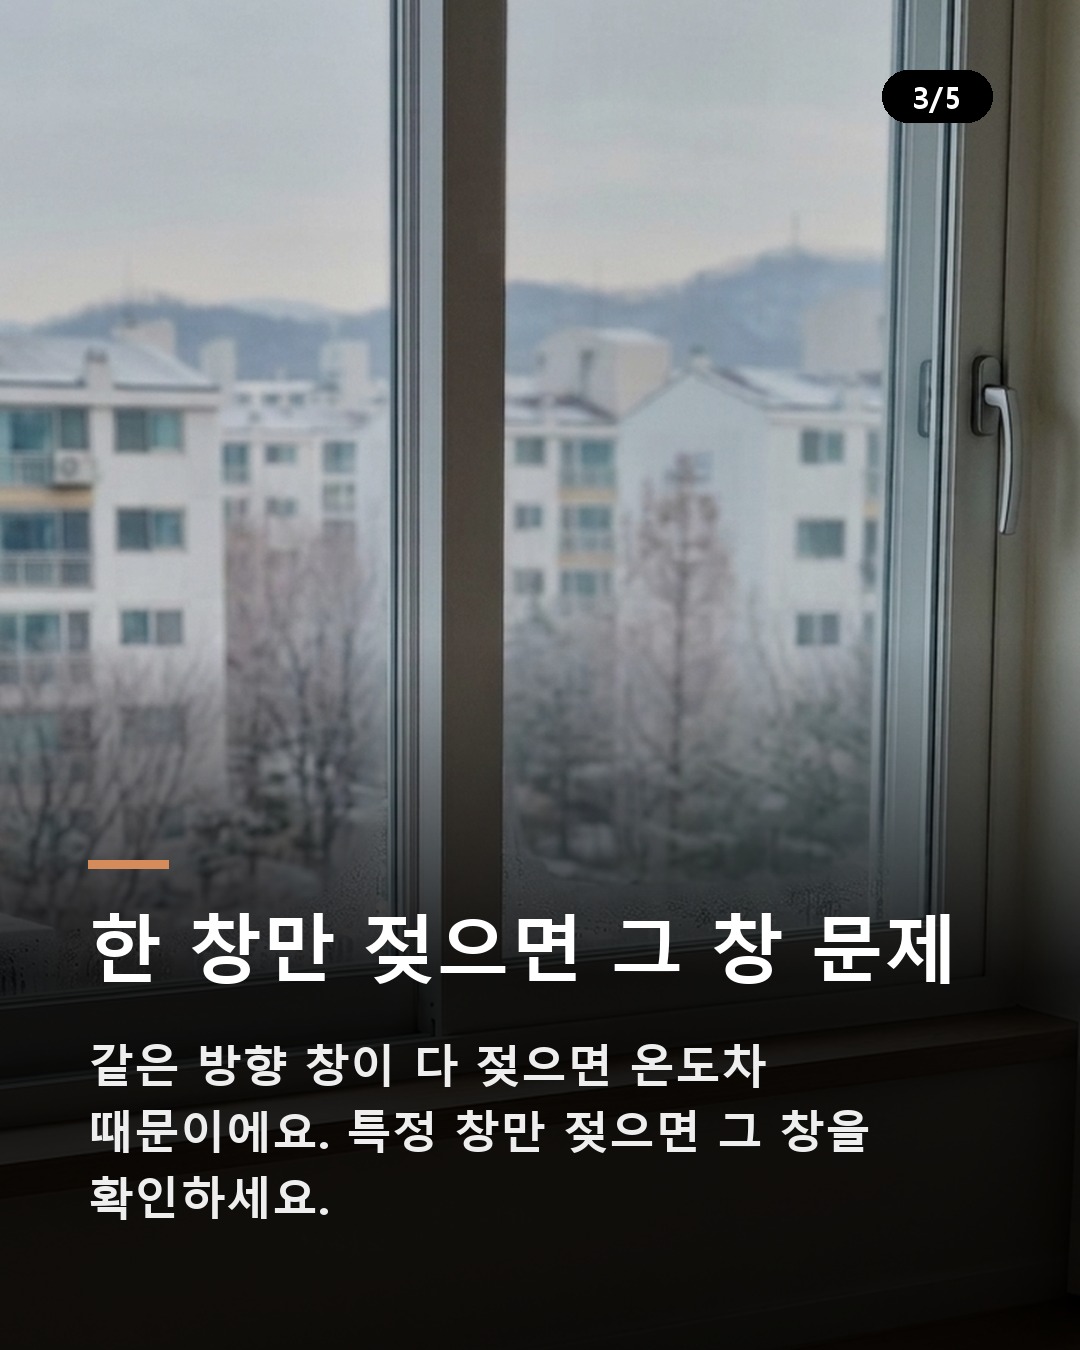 3/5
한 창만 젖으면 그 창 문제
같은 방향 창이 다 젖으면 온도차
때문이에요. 특정 창만 젖으면 그 창을
확인하세요.